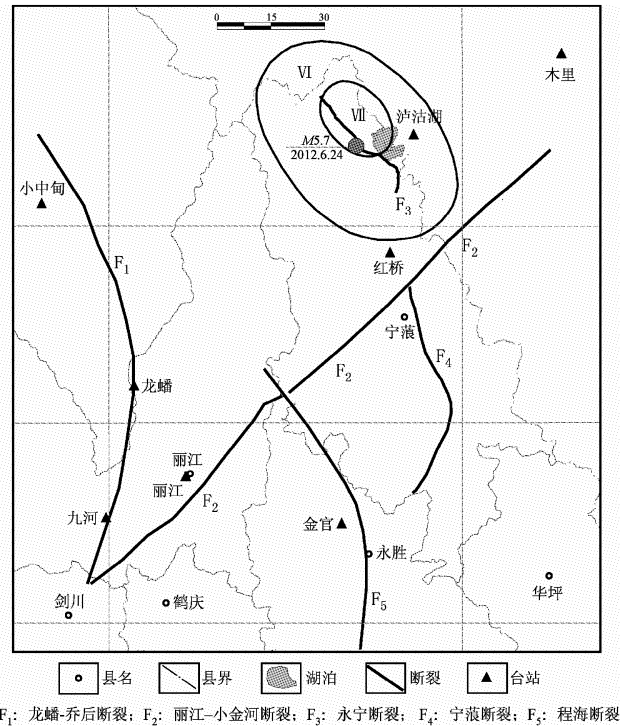 0 15 30
木里
Ⅵ
Ⅶ
泸沽湖
M5.7
2012.6.24
小中甸
F₃
F₂
F₁
红桥
宁蒗
F₄
F₂
龙蟠
丽江
丽江
F₂
九河
金官
永胜
华坪
剑川
鹤庆
F₅
县名 县界 湖泊 断裂 台站
F₁: 龙蟠-乔后断裂; F₂: 丽江-小金河断裂; F₃: 永宁断裂; F₄: 宁蒗断裂; F₅: 程海断裂